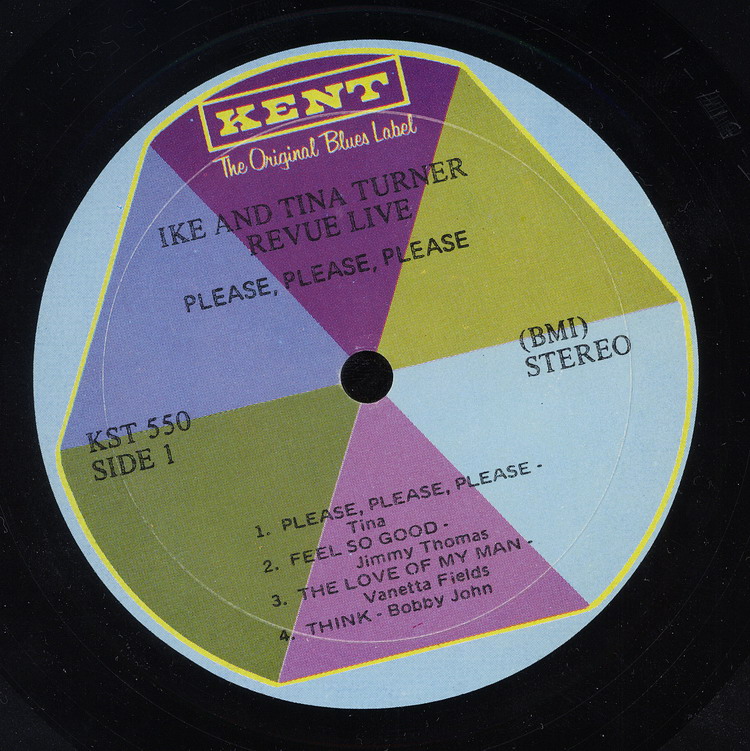 KENT
The Original Blues Label
IKE AND TINA TURNER
REVUE LIVE
PLEASE, PLEASE, PLEASE
(BMI)
STEREO
KST 550
SIDE 1
1. PLEASE, PLEASE, PLEASE -
Tina
2. FEEL SO GOOD -
Jimmy Thomas
3. THE LOVE OF MY MAN -
Vanetta Fields
4. THINK - Bobby John